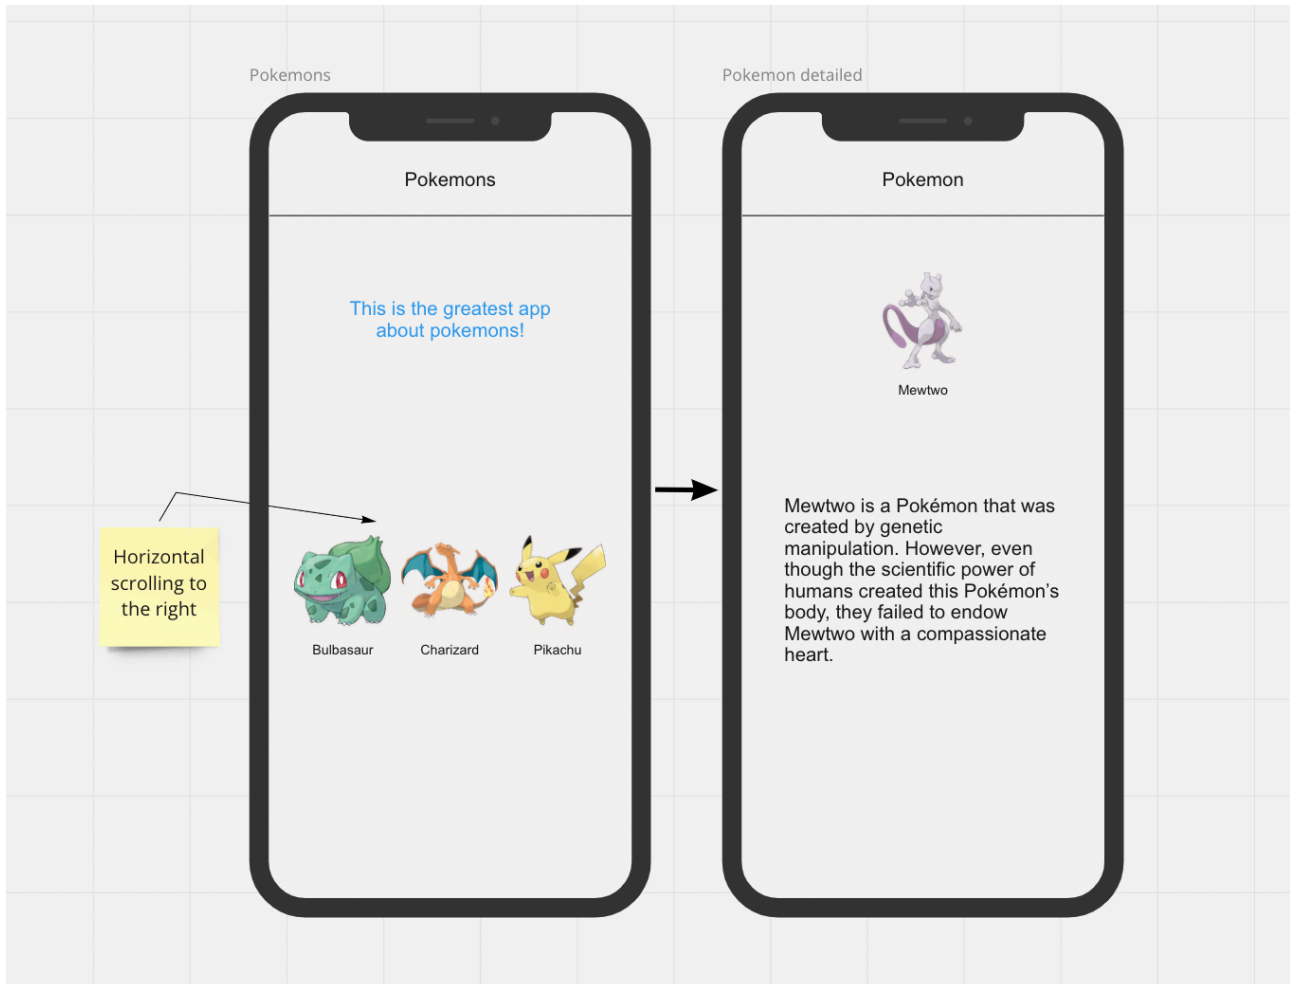 Pokemons
Pokemon detailed
Pokemons
This is the greatest app
about pokemons!
Horizontal
scrolling to
the right
Bulbasaur
Charizard
Pikachu
Pokemon
Mewtwo
Mewtwo is a Pokémon that was
created by genetic
manipulation. However, even
though the scientific power of
humans created this Pokémon’s
body, they failed to endow
Mewtwo with a compassionate
heart.